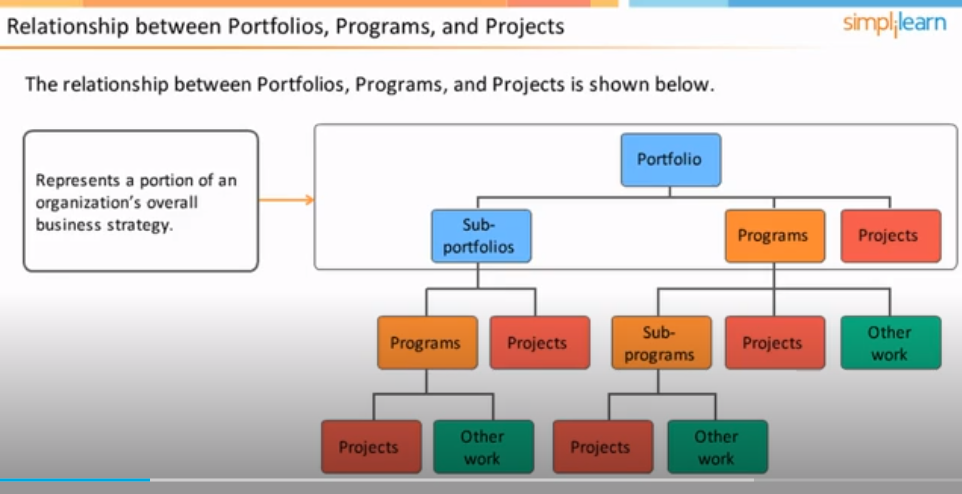 Relationship between Portfolios, Programs, and Projects
simplilearn
The relationship between Portfolios, Programs, and Projects is shown below.
Represents a portion of an
organization's overall
business strategy.
Portfolio
Sub-
portfolios
Programs
Projects
Programs
Projects
Sub-
programs
Projects
Other
work
Projects
Other
work
Projects
Other
work